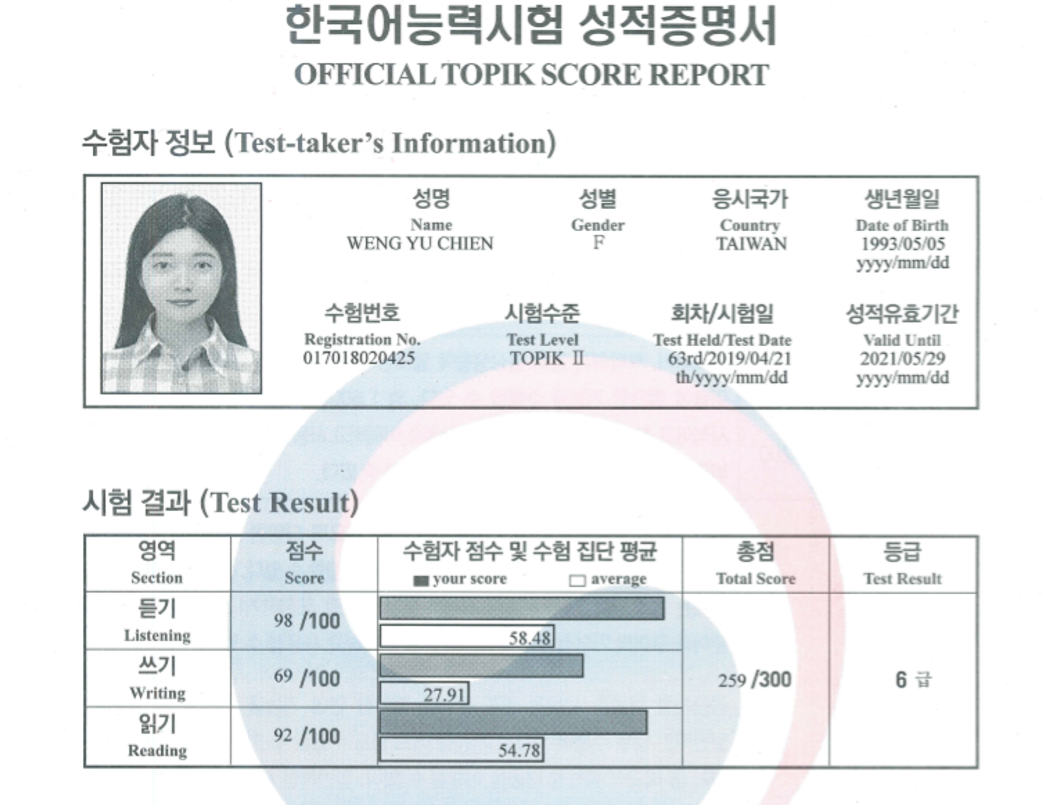 한국어능력시험 성적증명서
OFFICIAL TOPIK SCORE REPORT
수험자 정보 (Test-taker's Information)
성명 성별 응시국가 생년월일
Name Gender Country Date of Birth
WENG YU CHIEN F TAIWAN 1993/05/05
yyyy/mm/dd
수험번호 시험수준 회차/시험일 성적유효기간
Registration No. Test Level Test Held/Test Date Valid Until
017018020425 TOPIK Ⅱ 63rd/2019/04/21 2021/05/29
th/yyyy/mm/dd yyyy/mm/dd
시험 결과 (Test Result)
영역 점수 수험자 점수 및 수험 집단 평균 총점 등급
Section Score your score average Total Score Test Result
듣기
Listening 98 /100 58.48
쓰기
Writing 69 /100 27.91
읽기
Reading 92 /100 54.78
259 /300 6 급